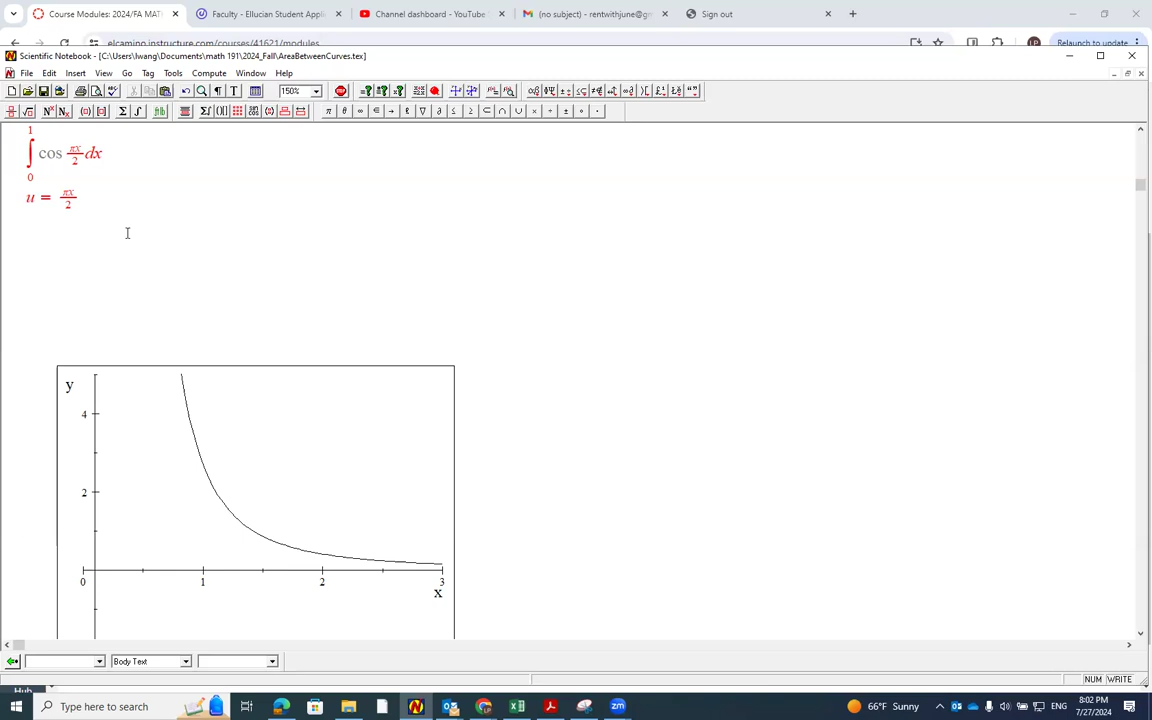 Course Modules: 2024/FA MATH
Faculty - Ellucian Student Appli
Channel dashboard - YouTube S
(no subject) - rentwithjune@gm
Sign out
elcamino.instructure.com/courses/41621/modules
Relaunch to update
Scientific Notebook - [C:\Users\lwang\Documents\math 191\2024_Fall\AreaBetweenCurves.tex]
File Edit Insert View Go Tag Tools Compute Window Help
150%
∫₀¹ cos πx/2 dx
u = πx/2
y
4
2
0 1 2 3
x
Body Text
NUM WRITE
Hub
Type here to search
66°F Sunny
ENG
8:02 PM
7/27/2024